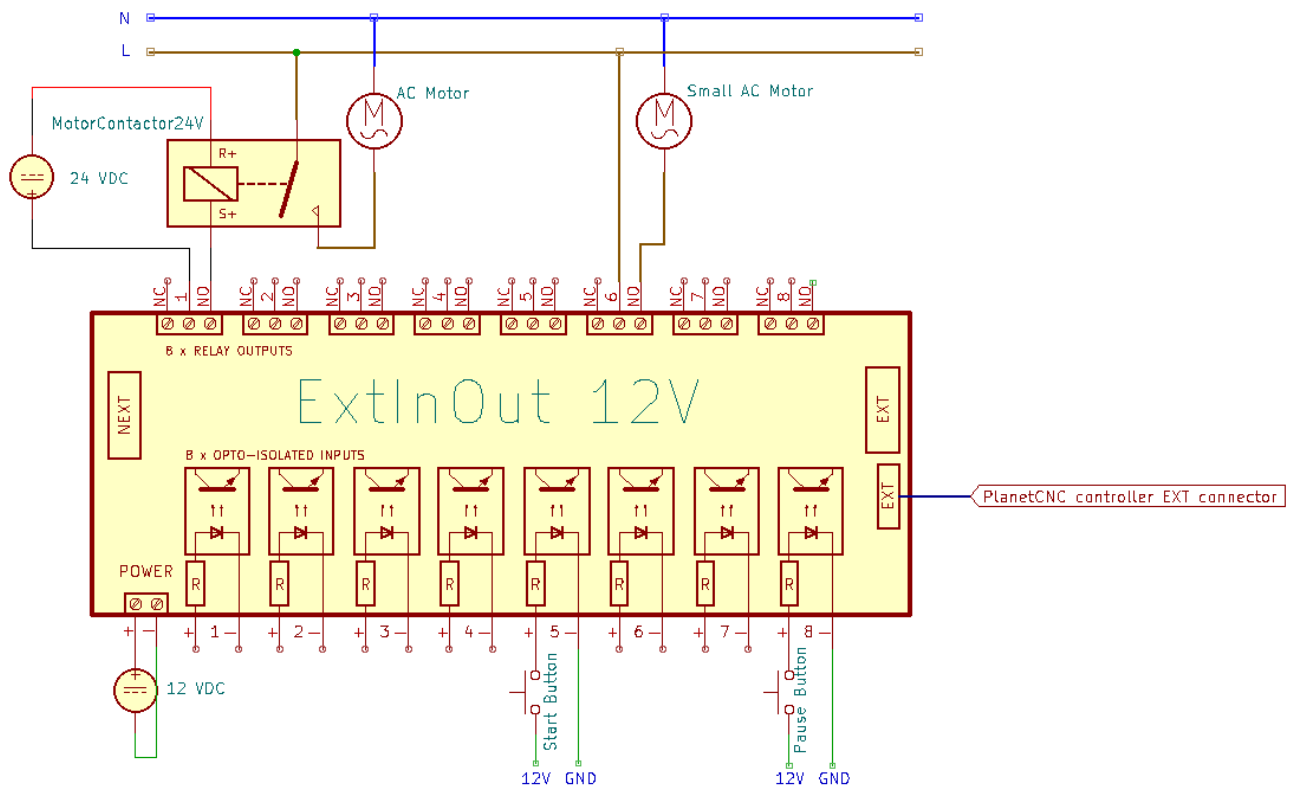 N
L
AC Motor
Small AC Motor
M
M
MotorContactor24V
R+
24 VDC
S+
NC 1 NO NC 2 NO NC 3 NO NC 4 NO NC 5 NO NC 6 NO NC 7 NO NC 8 NO
8 x RELAY OUTPUTS
ExtInOut 12V
NEXT
EXT
8 x OPTO-ISOLATED INPUTS
EXT
PlanetCNC controller EXT connector
POWER
R R R R R R R R
+ - + 1 - + 2 - + 3 - + 4 - + 5 - + 6 - + 7 - + 8 -
12 VDC
Start Button
Pause Button
12V GND
12V GND